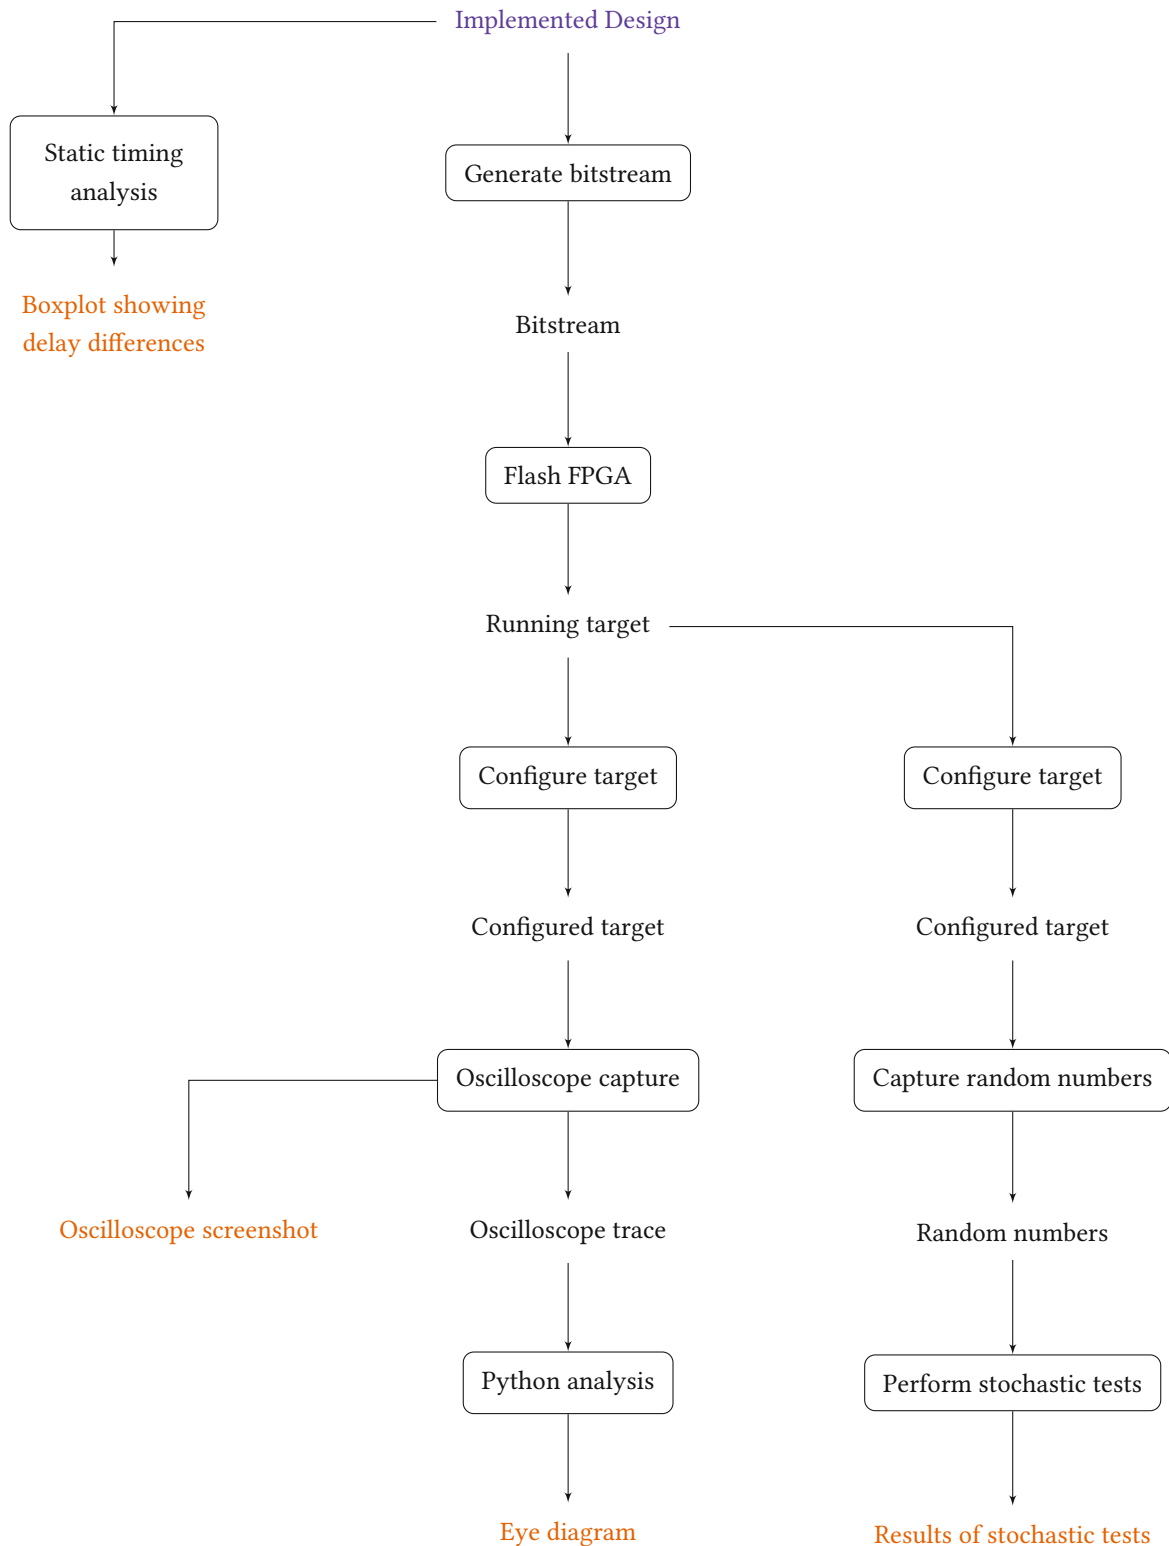 Implemented Design
Static timing
analysis
Generate bitstream
Boxplot showing
delay differences
Bitstream
Flash FPGA
Running target
Configure target
Configure target
Configured target
Configured target
Oscilloscope capture
Capture random numbers
Oscilloscope screenshot
Oscilloscope trace
Random numbers
Python analysis
Perform stochastic tests
Eye diagram
Results of stochastic tests